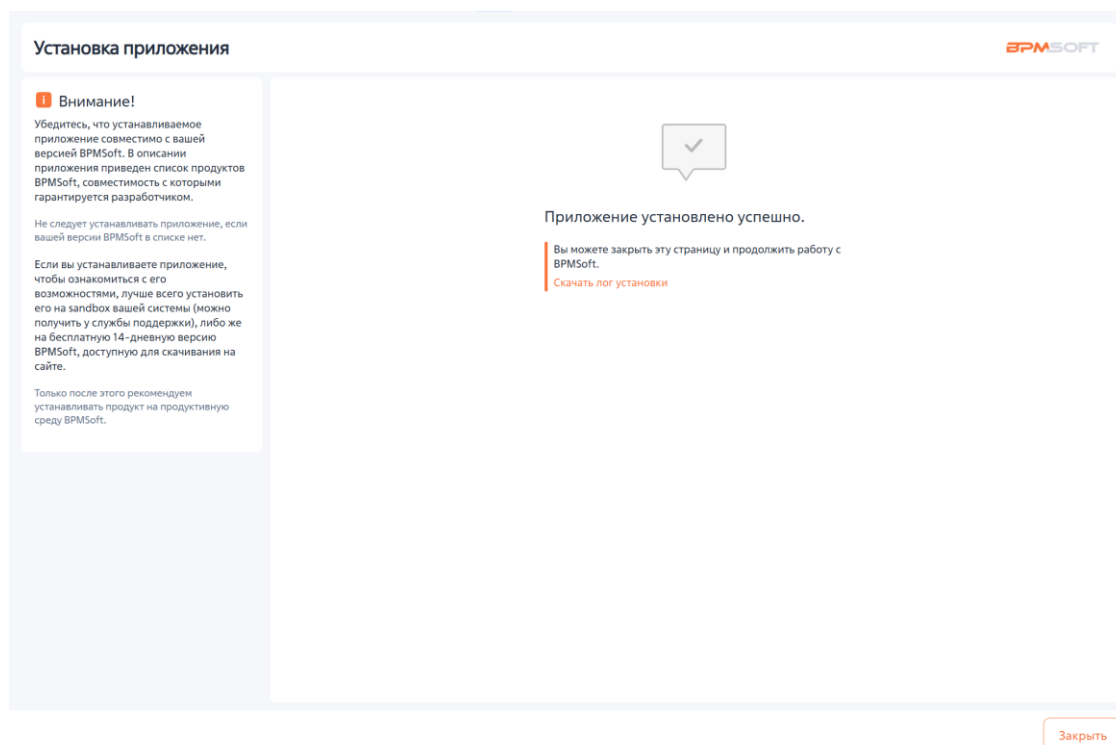 Установка приложения
BPMSOFT
Внимание!
Убедитесь, что устанавливаемое
приложение совместимо с вашей
версией BPMSoft. В описании
приложения приведен список продуктов
BPMSoft, совместимость с которыми
гарантируется разработчиком.
Не следует устанавливать приложение, если
вашей версии BPMSoft в списке нет.
Если вы устанавливаете приложение,
чтобы ознакомиться с его
возможностями, лучше всего установить
его на sandbox вашей системы (можно
получить у службы поддержки), либо же
на бесплатную 14-дневную версию
BPMSoft, доступную для скачивания на
сайте.
Только после этого рекомендуем
устанавливать продукт на продуктивную
среду BPMSoft.
Приложение установлено успешно.
Вы можете закрыть эту страницу и продолжить работу с
BPMSoft.
Скачать лог установки
Закрыть